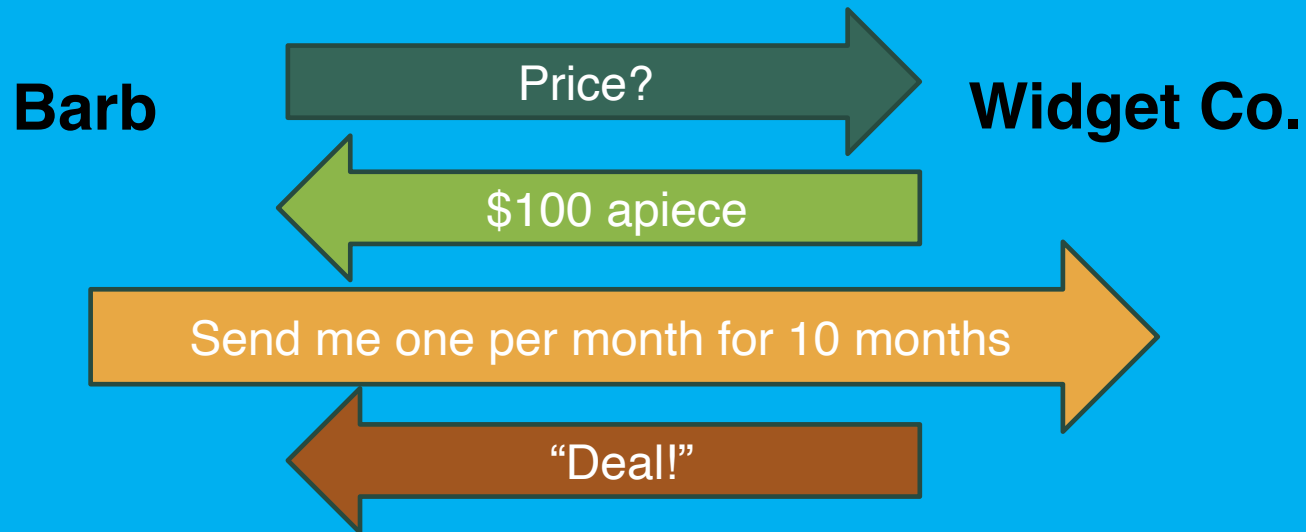 Price?
Barb
Widget Co.
$100 apiece
Send me one per month for 10 months
“Deal!”